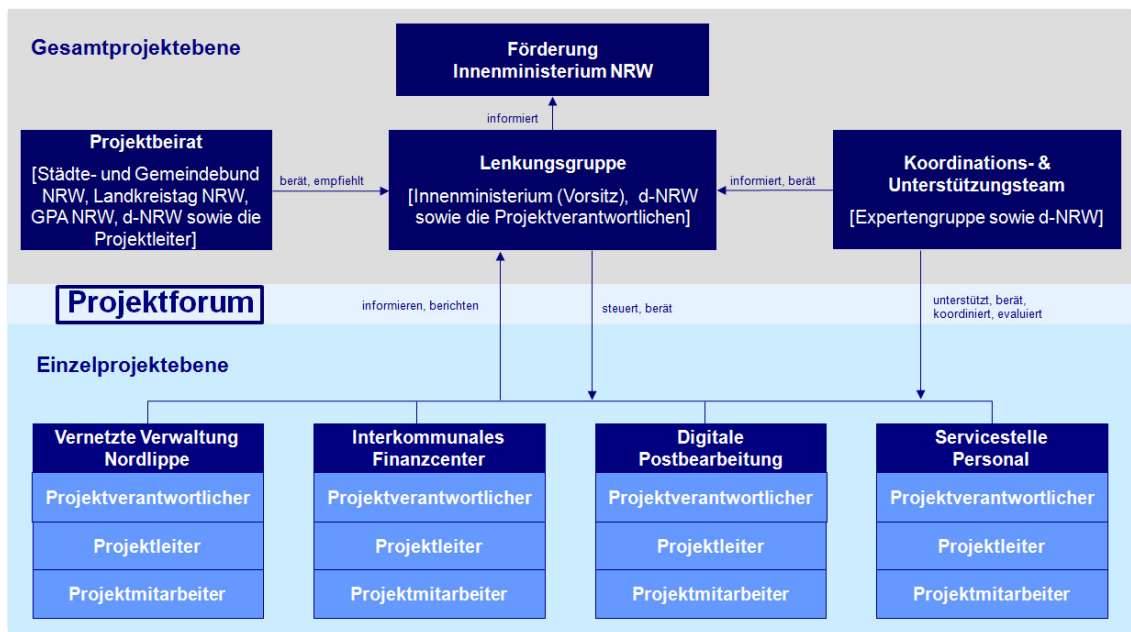 Gesamtprojektebene
Förderung
Innenministerium NRW
informiert
Projektbeirat
[Städte- und Gemeindebund
NRW, Landkreistag NRW,
GPA NRW, d-NRW sowie die
Projektleiter]
berät, empfiehlt
Lenkungsgruppe
[Innenministerium (Vorsitz), d-NRW
sowie die Projektverantwortlichen]
informiert, berät
Koordinations- &
Unterstützungsteam
[Expertengruppe sowie d-NRW]
Projektforum
informieren, berichten
steuert, berät
unterstützt, berät,
koordiniert, evaluiert
Einzelprojektebene
Vernetzte Verwaltung
Nordlippe
Projektverantwortlicher
Projektleiter
Projektmitarbeiter
Interkommunales
Finanzcenter
Projektverantwortlicher
Projektleiter
Projektmitarbeiter
Digitale
Postbearbeitung
Projektverantwortlicher
Projektleiter
Projektmitarbeiter
Servicestelle
Personal
Projektverantwortlicher
Projektleiter
Projektmitarbeiter